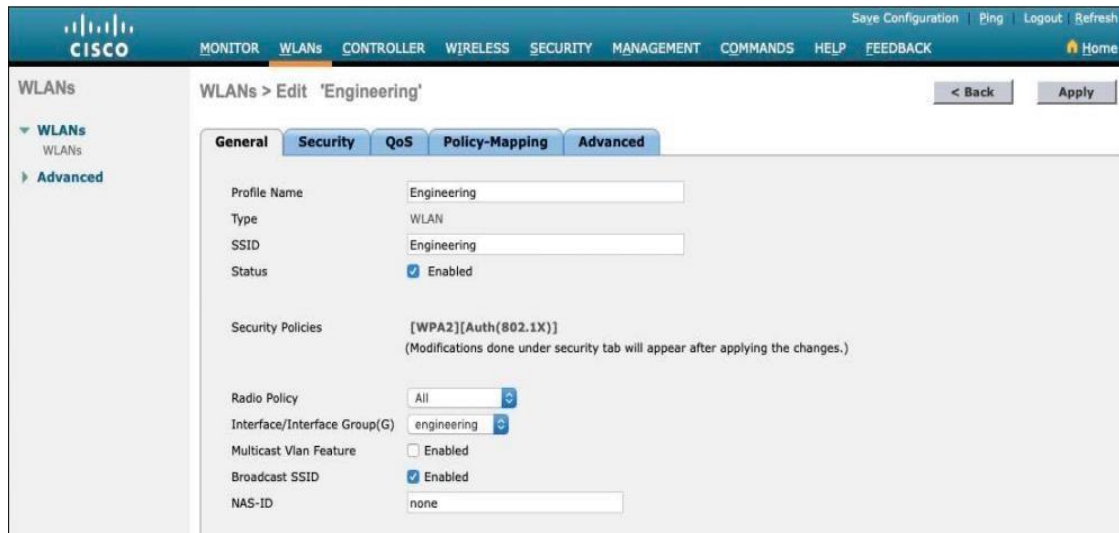 Save Configuration | Ping | Logout | Refresh
CISCO
MONITOR WLANs CONTROLLER WIRELESS SECURITY MANAGEMENT COMMANDS HELP FEEDBACK Home
WLANs
WLANs > Edit 'Engineering'
< Back Apply
WLANs
WLANs
Advanced
General Security QoS Policy-Mapping Advanced
Profile Name Engineering
Type WLAN
SSID Engineering
Status Enabled
Security Policies [WPA2][Auth(802.1X)]
(Modifications done under security tab will appear after applying the changes.)
Radio Policy All
Interface/Interface Group(G) engineering
Multicast Vlan Feature Enabled
Broadcast SSID Enabled
NAS-ID none